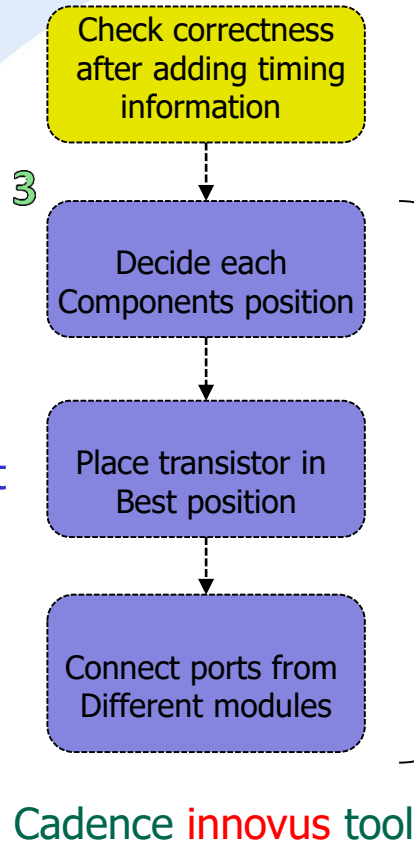 Check correctness
after adding timing
information
3
Decide each
Components position
t
Place transistor in
Best position
Connect ports from
Different modules
Cadence innovus tool